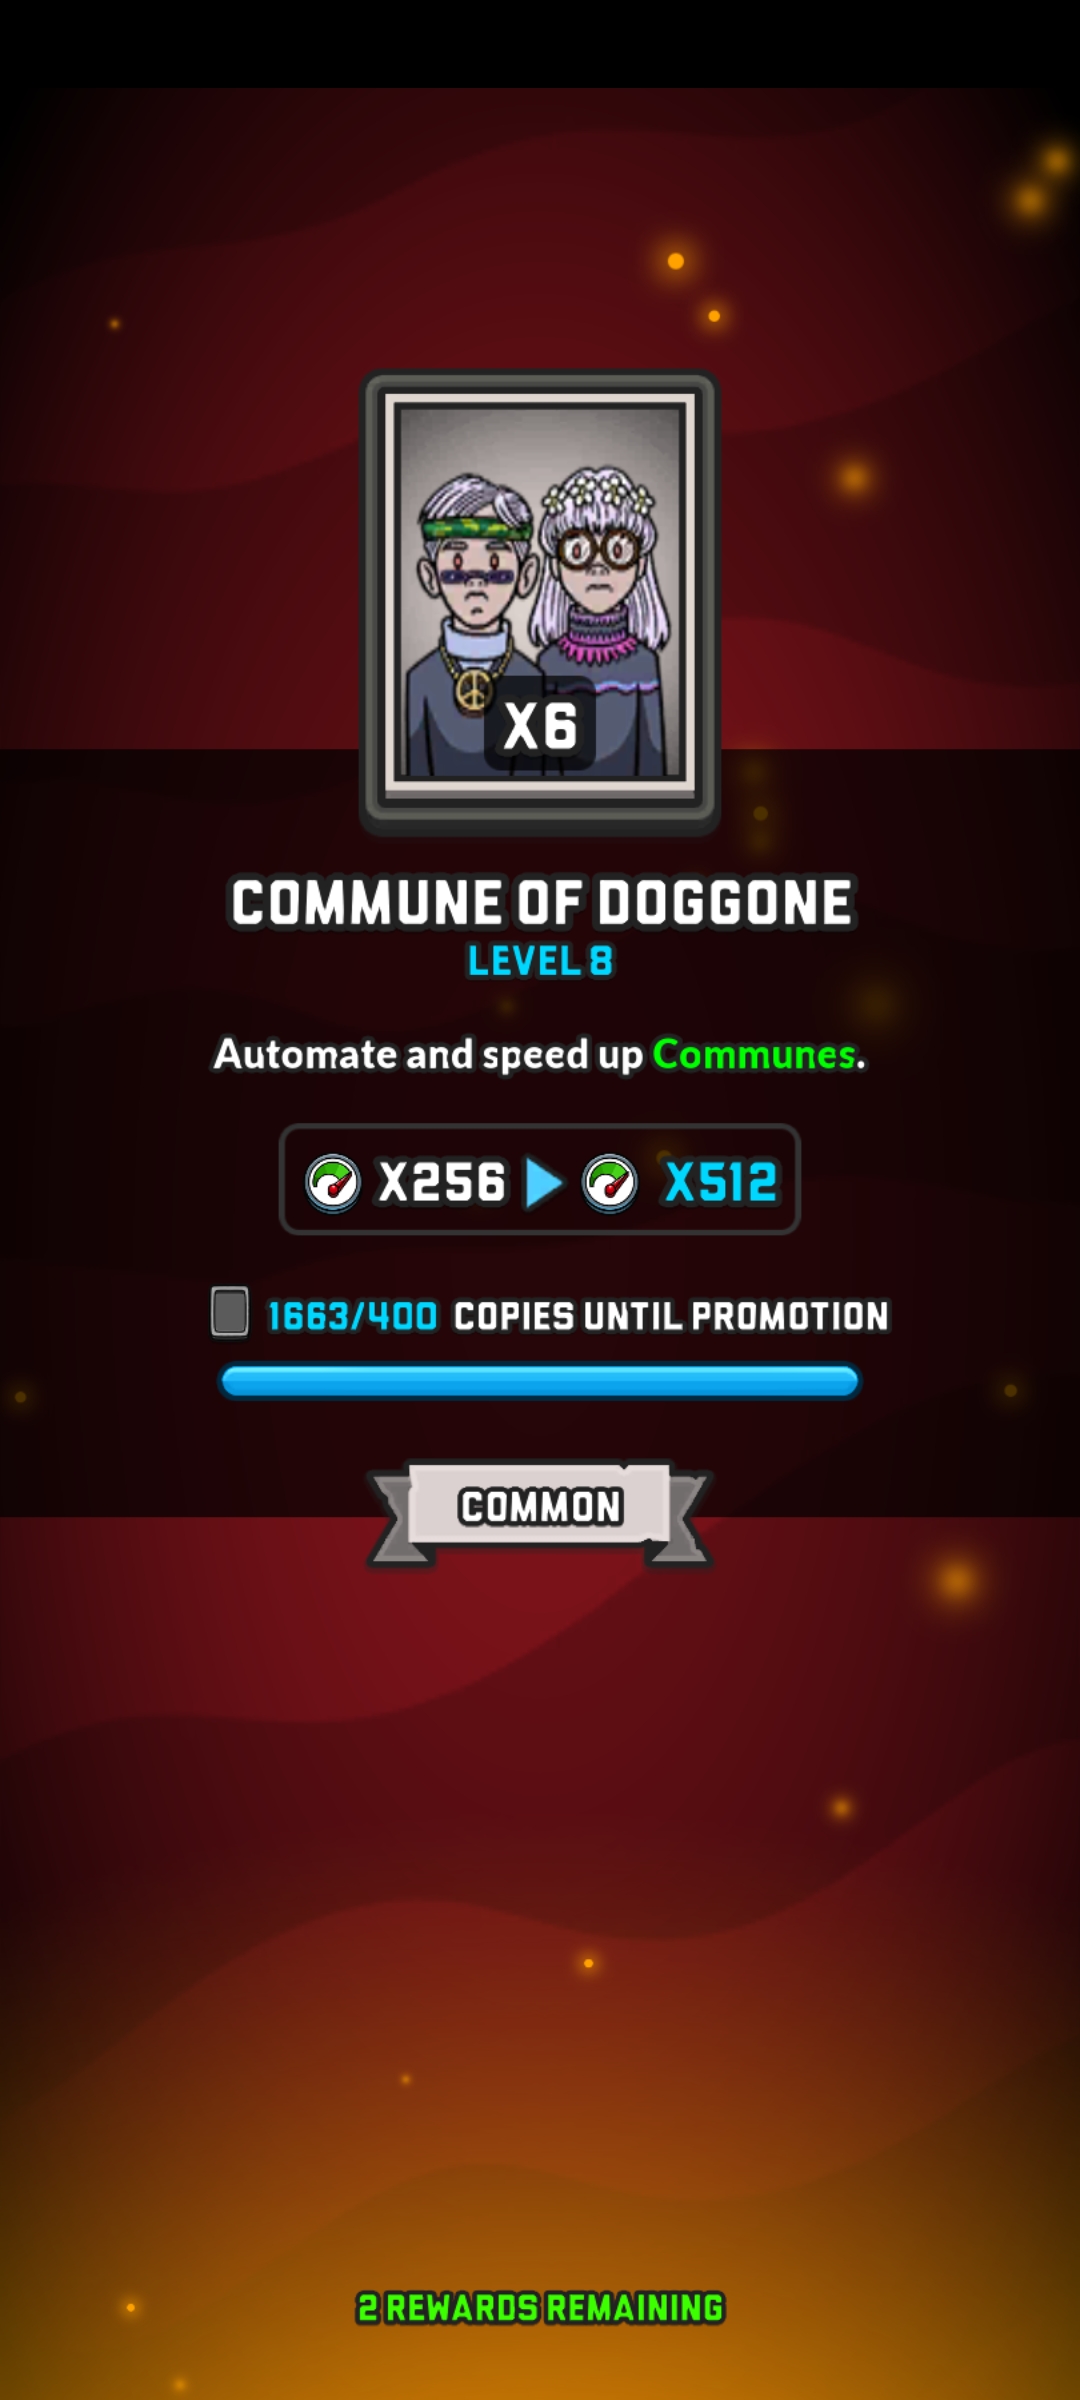 X6
COMMUNE OF DOGGONE
LEVEL 8
Automate and speed up Communes.
X256 X512
1663/400 COPIES UNTIL PROMOTION
COMMON
2 REWARDS REMAINING